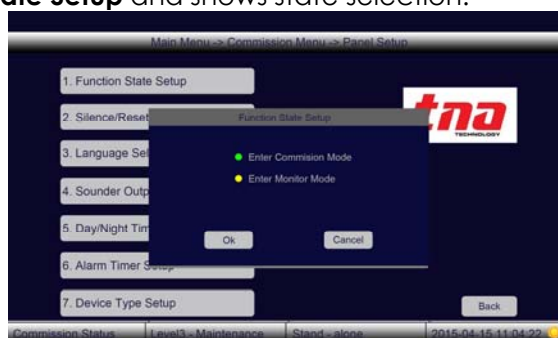 ate Setup and shows state selection.
Main Menu -> Commission Menu -> Panel Setup
1. Function State Setup
2. Silence/Reset
Function State Setup
tna
TECHNOLOGY
3. Language Sel
Enter Commision Mode
Enter Monitor Mode
4. Sounder Outp
5. Day/Night Tim
Ok
Cancel
6. Alarm Timer Setup
7. Device Type Setup
Back
Commission Status
Level3 - Maintenance
Stand - alone
2015-04-15 11:04:22